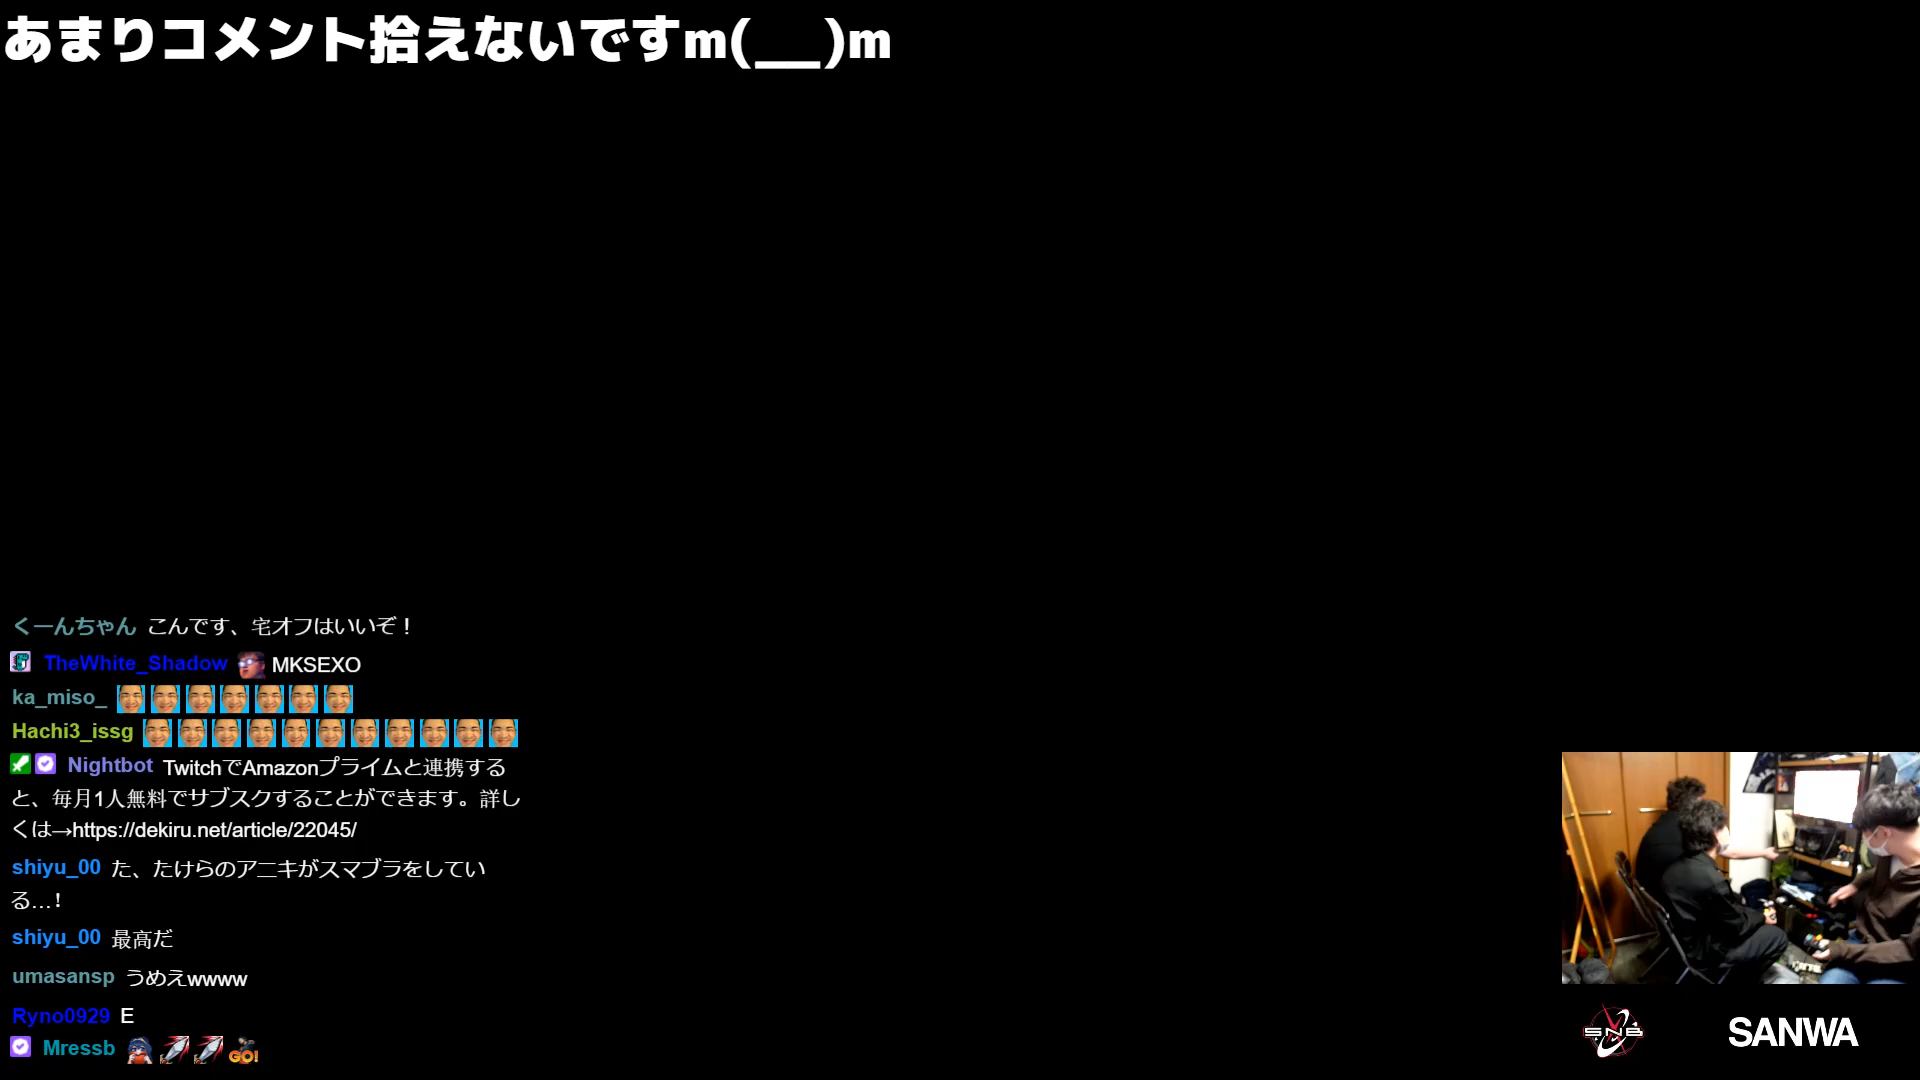 あまりコメント拾えないですm(__)m
くーんちゃん こんです、宅オフはいいぞ！
TheWhite_Shadow MKSEXO
ka_miso_
Hachi3_issg
Nightbot TwitchでAmazonプライムと連携する
と、毎月1人無料でサブスクすることができます。詳し
くは→https://dekiru.net/article/22045/
shiyu_00 た、たけらのアニキがスマブラをしてい
る…！
shiyu_00 最高だ
umasansp うめえwwww
Ryno0929 E
Mressb GO!
SNB SANWA